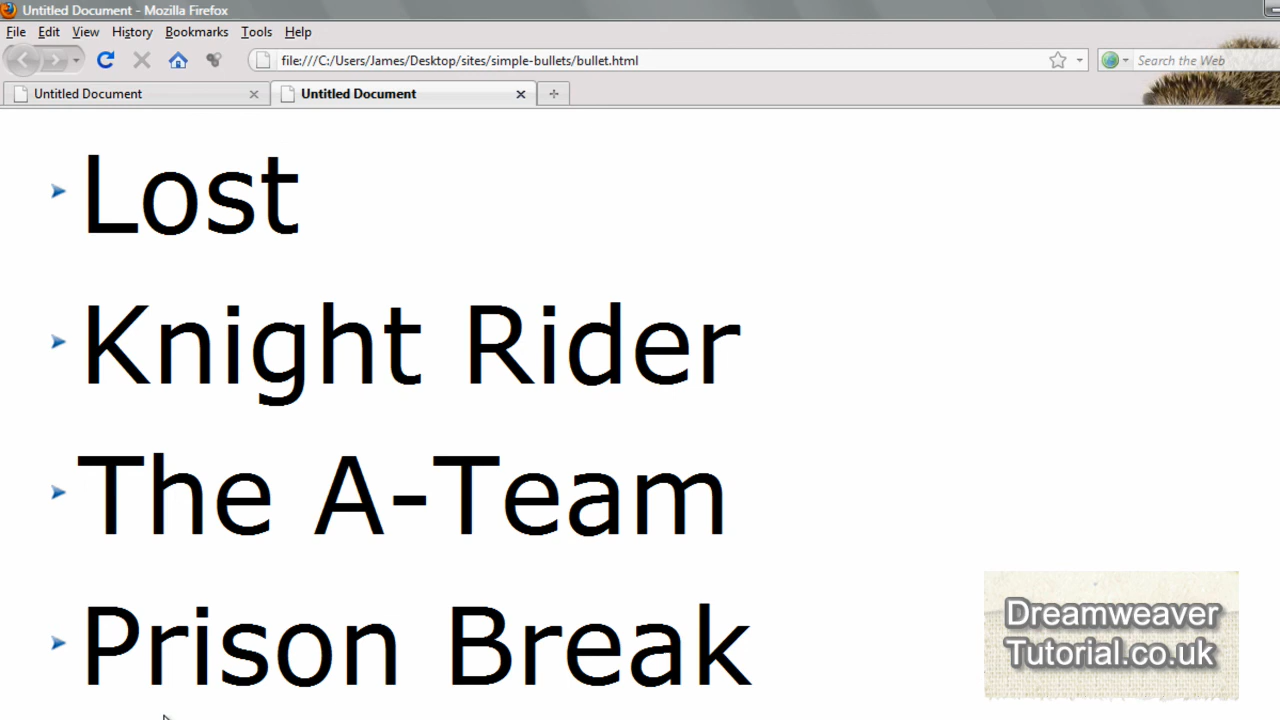 Untitled Document - Mozilla Firefox
File Edit View History Bookmarks Tools Help
file:///C:/Users/James/Desktop/sites/simple-bullets/bullet.html Search the Web
Untitled Document Untitled Document
Lost
Knight Rider
The A-Team
Prison Break
Dreamweaver
Tutorial.co.uk